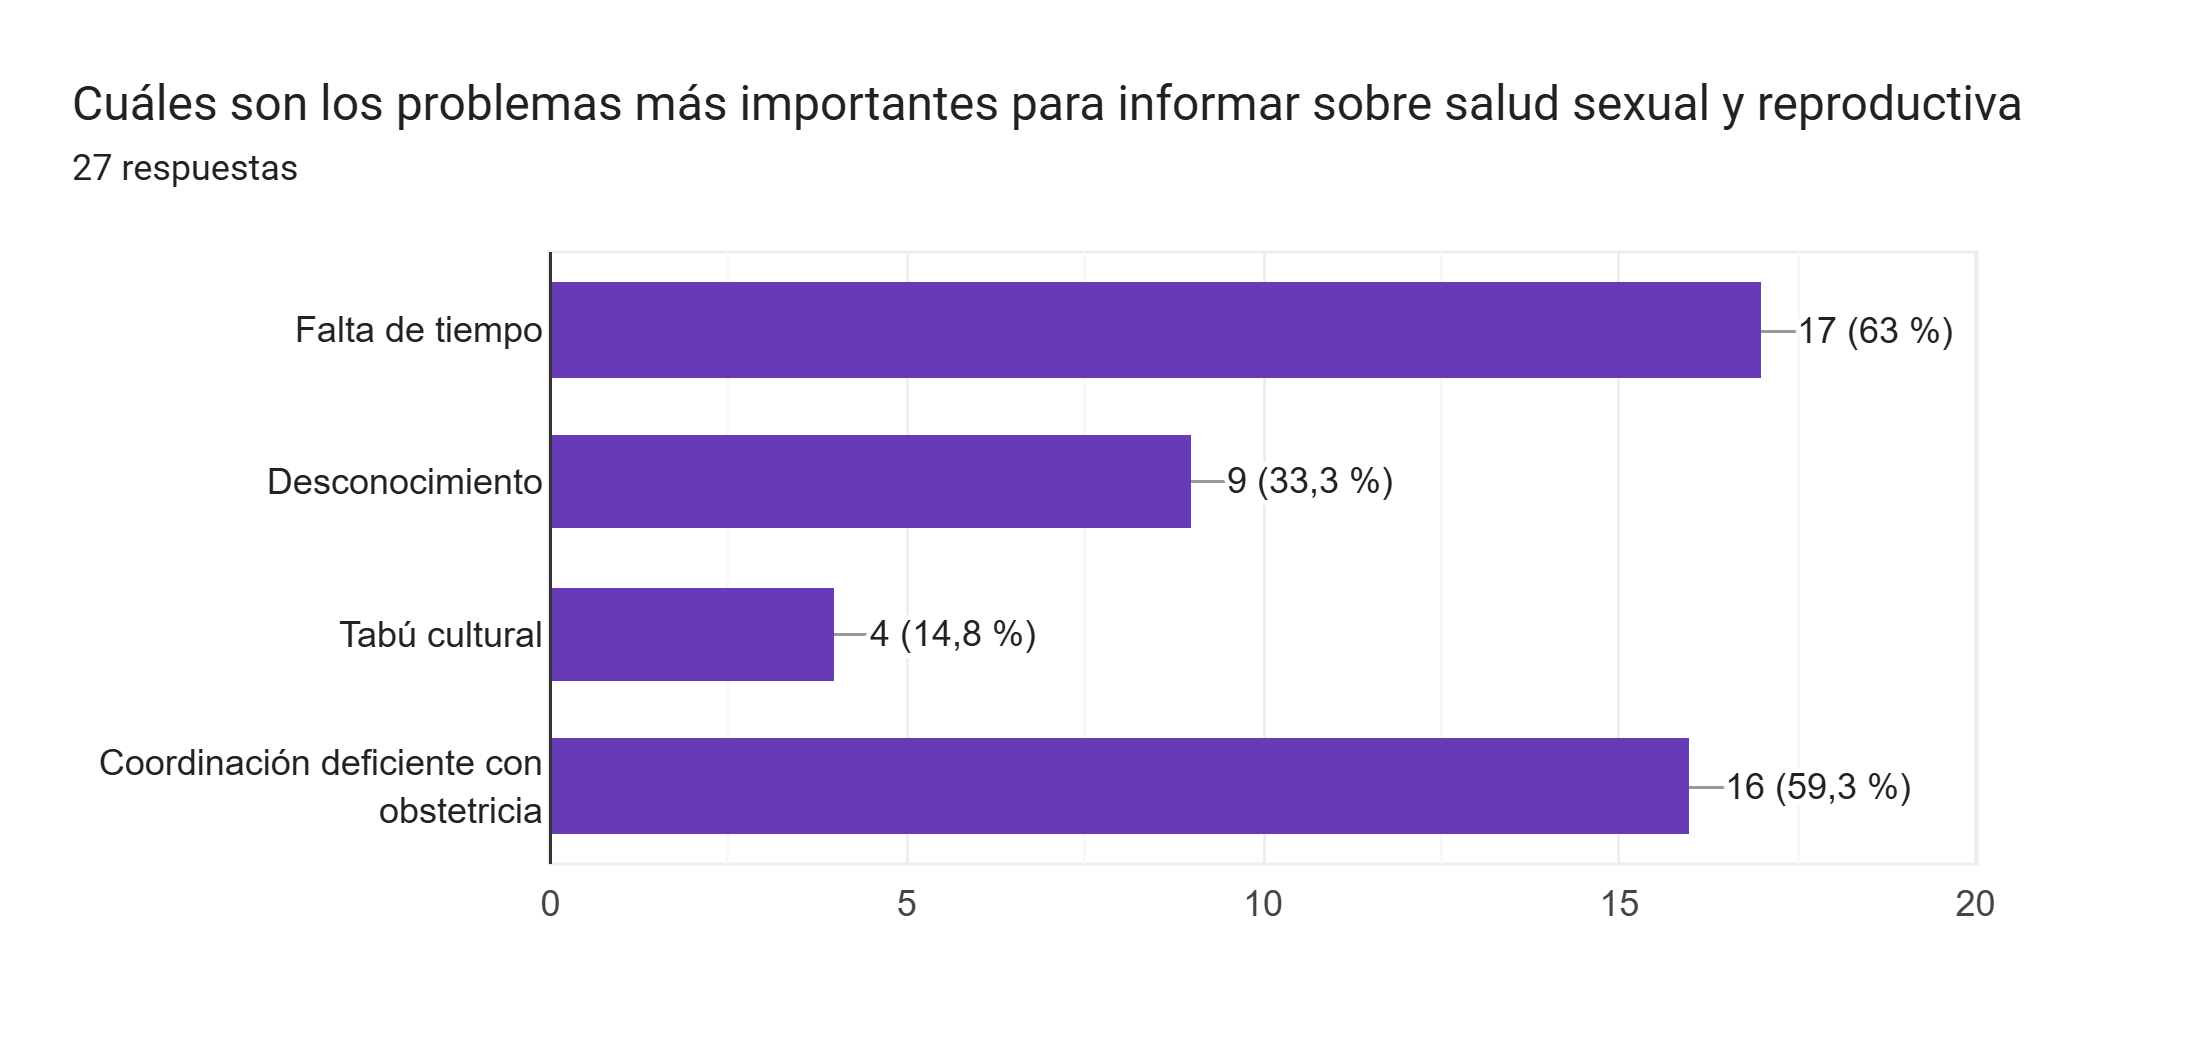 Cuáles son los problemas más importantes para informar sobre salud sexual y reproductiva
27 respuestas
Falta de tiempo
17 (63 %)
Desconocimiento
9 (33,3 %)
Tabú cultural
4 (14,8 %)
Coordinación deficiente con
obstetricia
16 (59,3 %)
0 5 10 15 20